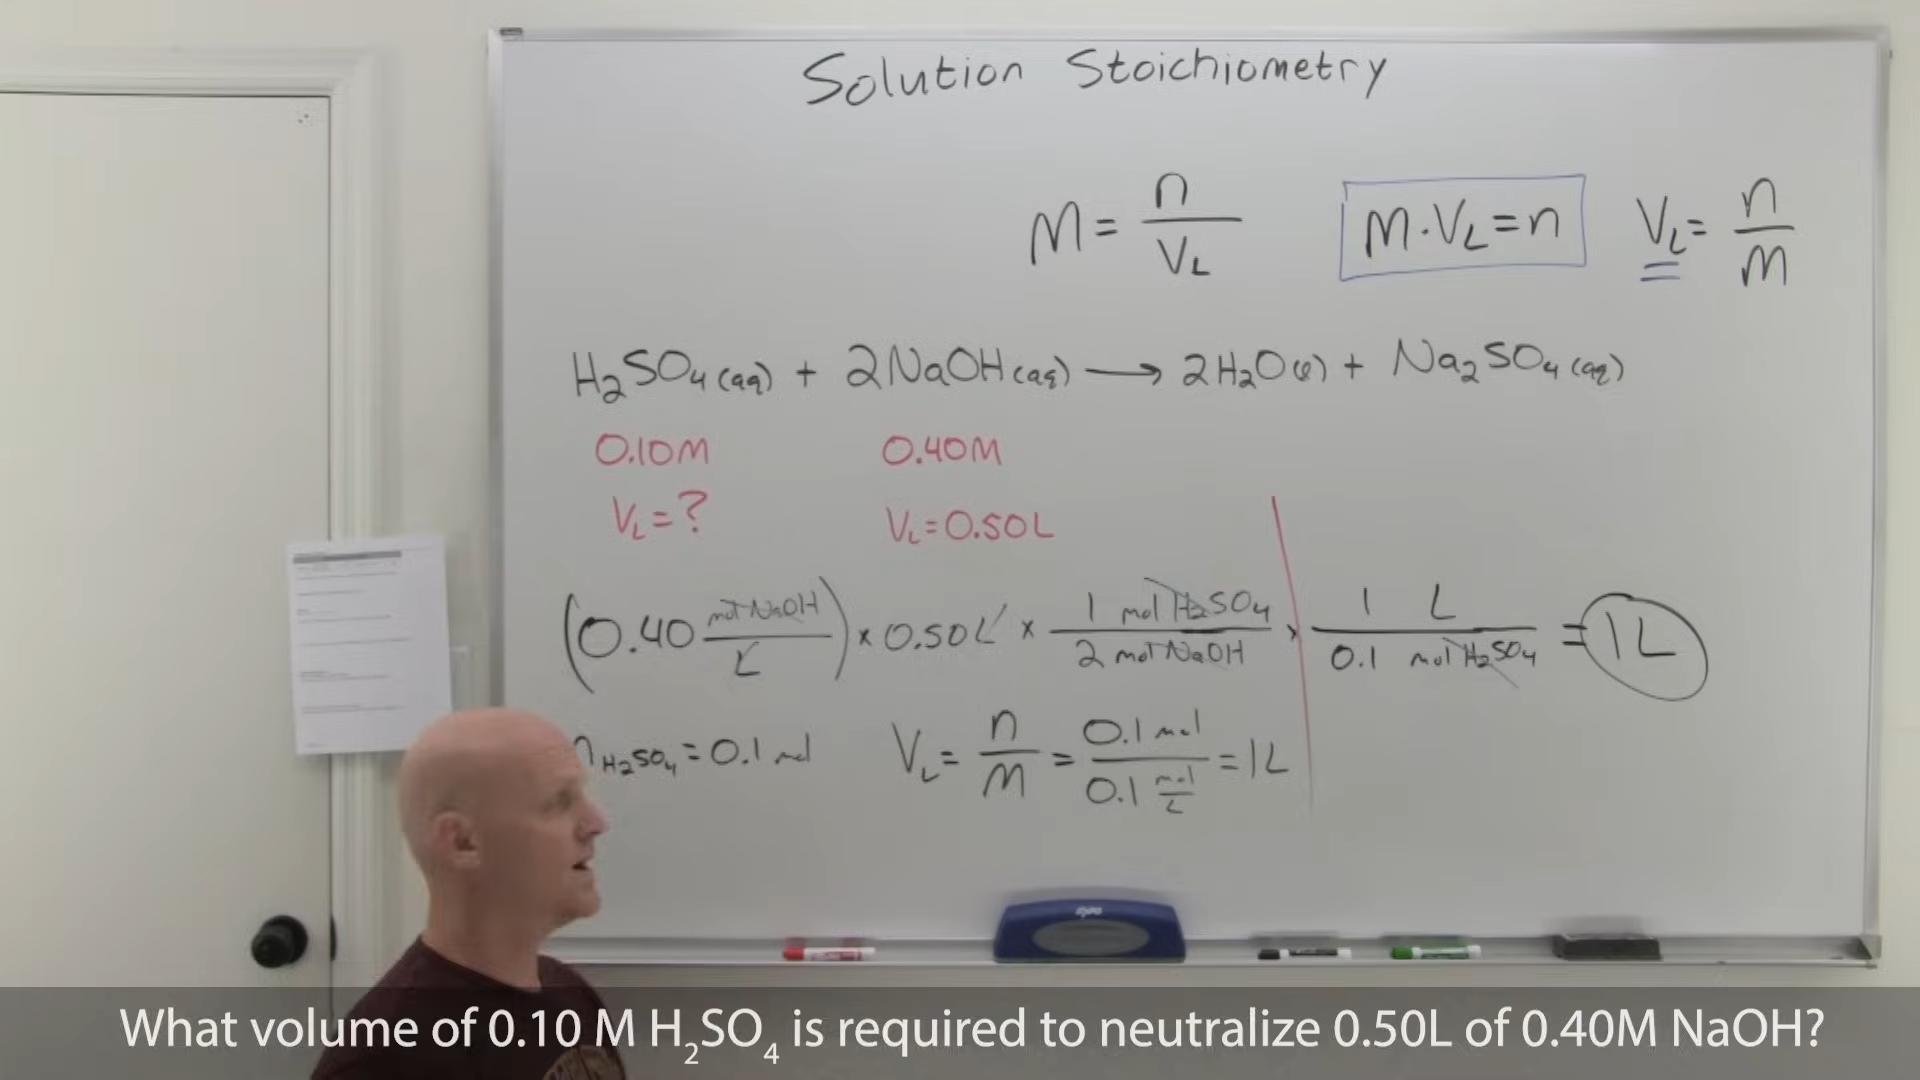 Solution Stoichiometry
M = n/V_L   M·V_L = n   V_L = n/M
H₂SO₄(aq) + 2NaOH(aq) ⟶ 2H₂O(ℓ) + Na₂SO₄(aq)
0.10M   0.40M
V_L = ?   V_L = 0.50L
(0.40 mol NaOH/L) × 0.50L × 1 mol H₂SO₄/2 mol NaOH × 1 L/0.1 mol H₂SO₄ = 1L
n H₂SO₄ = 0.1 mol   V_L = n/M = 0.1 mol/0.1 mol/L = 1L
expo
What volume of 0.10 M H₂SO₄ is required to neutralize 0.50L of 0.40M NaOH?